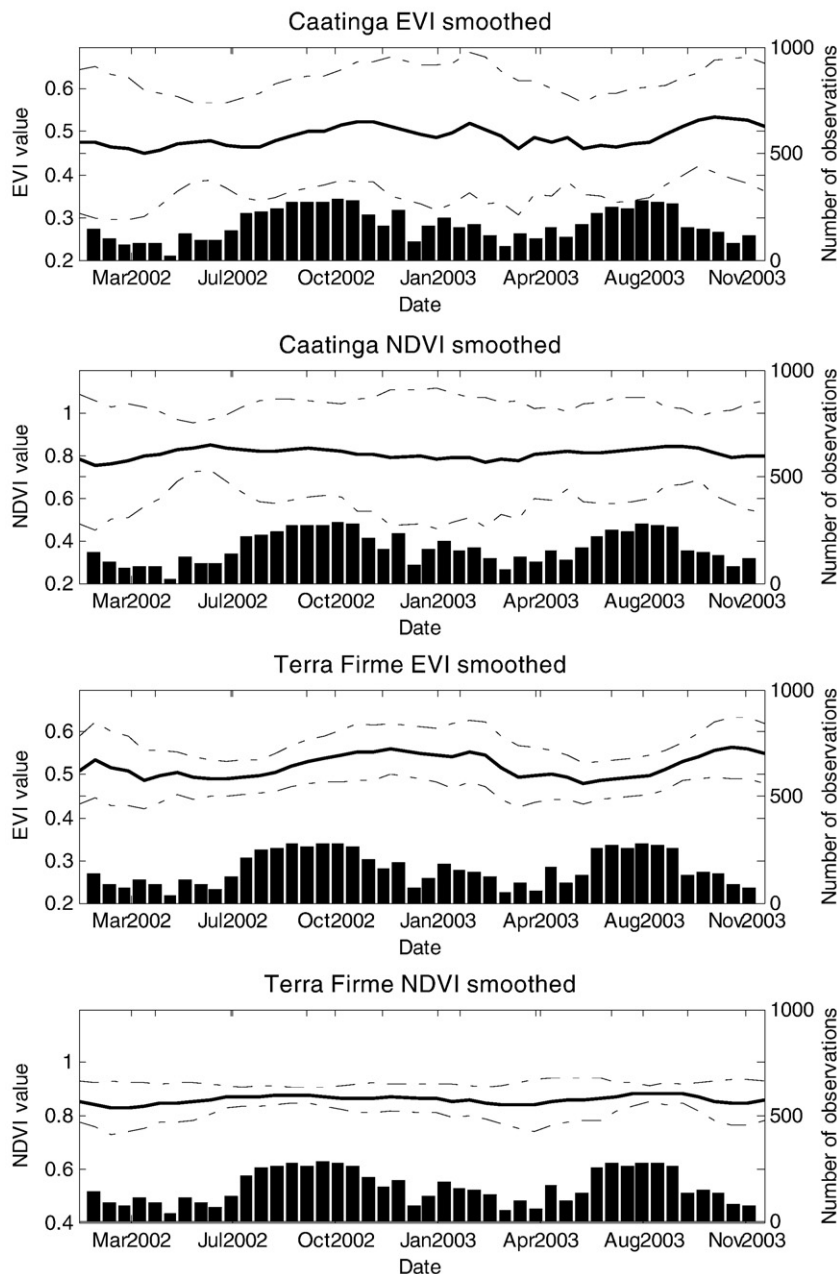 Caatinga EVI smoothed
1000
0.6
0.5
500
0.4
0.3
0.2
0
EVI value
Number of observations
Mar2002 Jul2002 Oct2002 Jan2003 Apr2003 Aug2003 Nov2003
Date
Caatinga NDVI smoothed
1000
1
0.8
500
0.6
0.4
0.2
0
NDVI value
Number of observations
Mar2002 Jul2002 Oct2002 Jan2003 Apr2003 Aug2003 Nov2003
Date
Terra Firme EVI smoothed
1000
0.6
0.5
500
0.4
0.3
0.2
0
EVI value
Number of observations
Mar2002 Jul2002 Oct2002 Jan2003 Apr2003 Aug2003 Nov2003
Date
Terra Firme NDVI smoothed
1000
1
0.8
500
0.6
0.4
0
NDVI value
Number of observations
Mar2002 Jul2002 Oct2002 Jan2003 Apr2003 Aug2003 Nov2003
Date